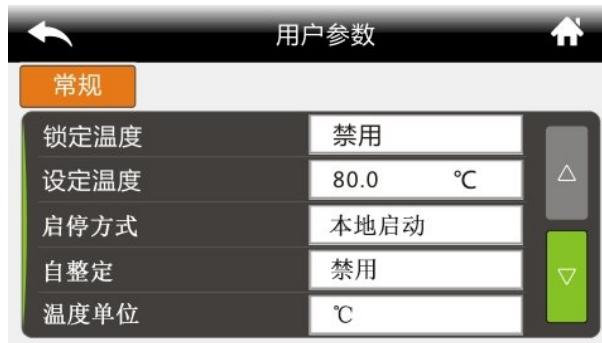 用户参数
常规
锁定温度 禁用
设定温度 80.0 ℃
启停方式 本地启动
自整定 禁用
温度单位 ℃